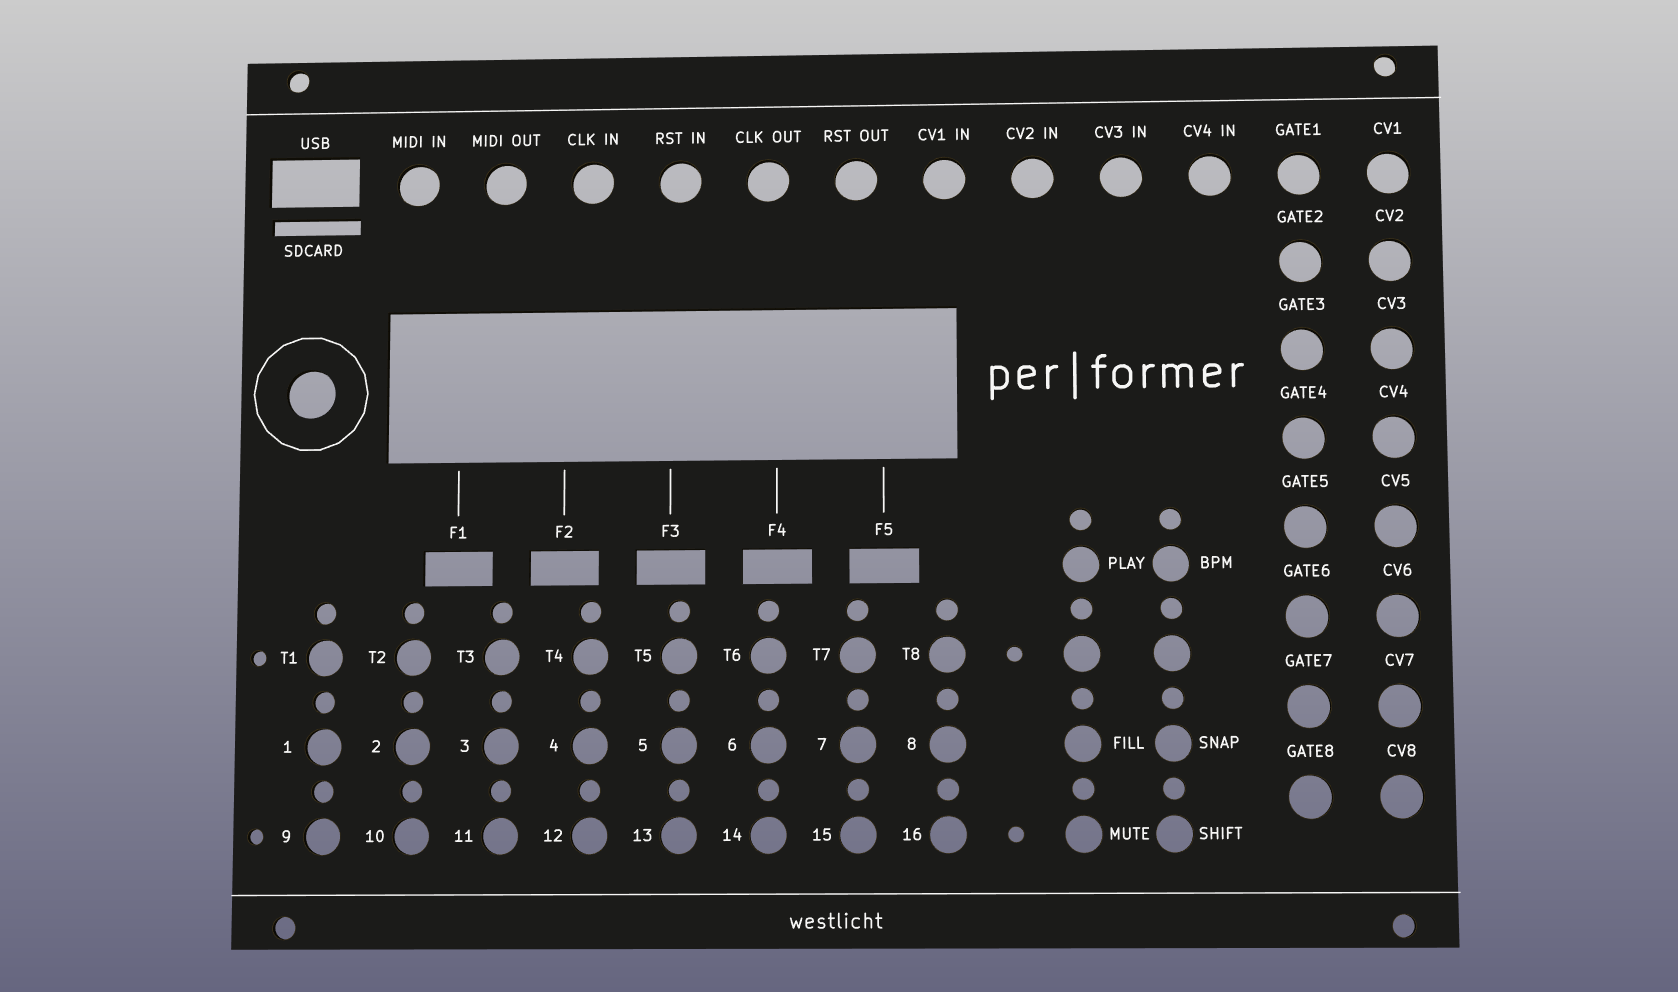 USB MIDI IN MIDI OUT CLK IN RST IN CLK OUT RST OUT CV1 IN CV2 IN CV3 IN CV4 IN GATE1 CV1
GATE2 CV2
SDCARD
GATE3 CV3
per|former
GATE4 CV4
GATE5 CV5
F1 F2 F3 F4 F5
PLAY BPM
GATE6 CV6
T1 T2 T3 T4 T5 T6 T7 T8
GATE7 CV7
1 2 3 4 5 6 7 8 FILL SNAP
GATE8 CV8
9 10 11 12 13 14 15 16 MUTE SHIFT
westlicht